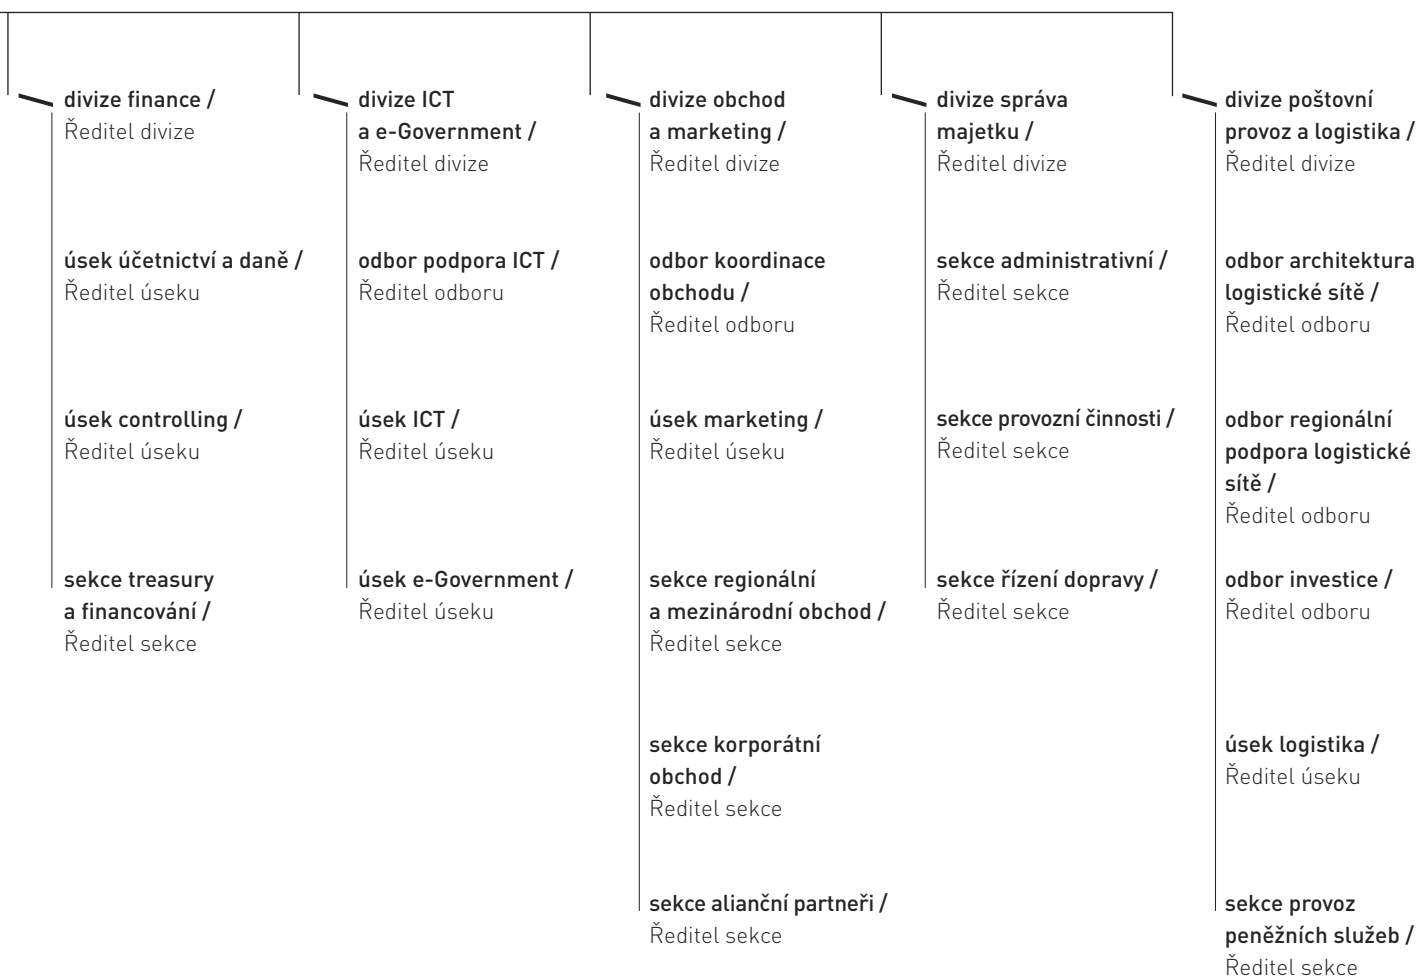 divize finance /
Ředitel divize
úsek účetnictví a daně /
Ředitel úseku
úsek controlling /
Ředitel úseku
sekce treasury
a financování /
Ředitel sekce
divize ICT
a e-Government /
Ředitel divize
odbor podpora ICT /
Ředitel odboru
úsek ICT /
Ředitel úseku
úsek e-Government /
Ředitel úseku
divize obchod
a marketing /
Ředitel divize
odbor koordinace
obchodu /
Ředitel odboru
úsek marketing /
Ředitel úseku
sekce regionální
a mezinárodní obchod /
Ředitel sekce
sekce korporátní
obchod /
Ředitel sekce
sekce alianční partneři /
Ředitel sekce
divize správa
majetku /
Ředitel divize
sekce administrativní /
Ředitel sekce
sekce provozní činnosti /
Ředitel sekce
sekce řízení dopravy /
Ředitel sekce
divize poštovní
provoz a logistika /
Ředitel divize
odbor architektura
logistické sítě /
Ředitel odboru
odbor regionální
podpora logistické
sítě /
Ředitel odboru
odbor investice /
Ředitel odboru
úsek logistika /
Ředitel úseku
sekce provoz
peněžních služeb /
Ředitel sekce